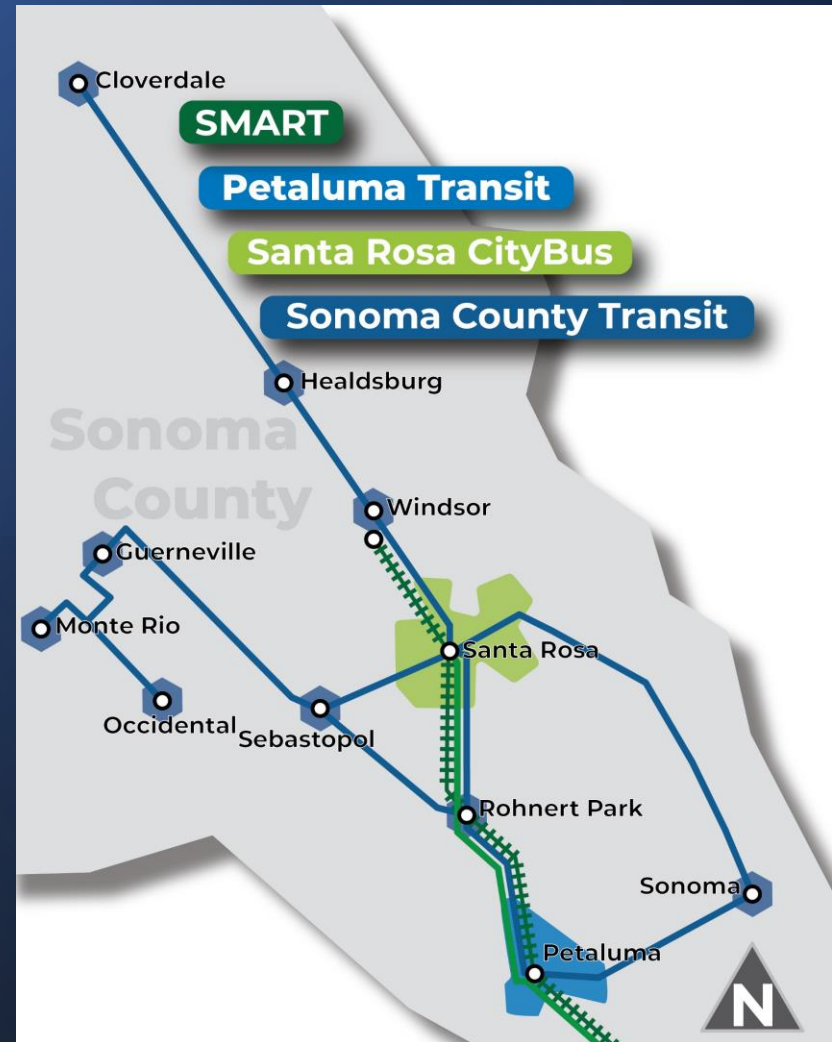 Cloverdale
SMART
Petaluma Transit
Santa Rosa CityBus
Sonoma County Transit
Healdsburg
Sonoma
County
Windsor
Guerneville
Monte Rio
Santa Rosa
Occidental
Sebastopol
Rohnert Park
Sonoma
Petaluma
N